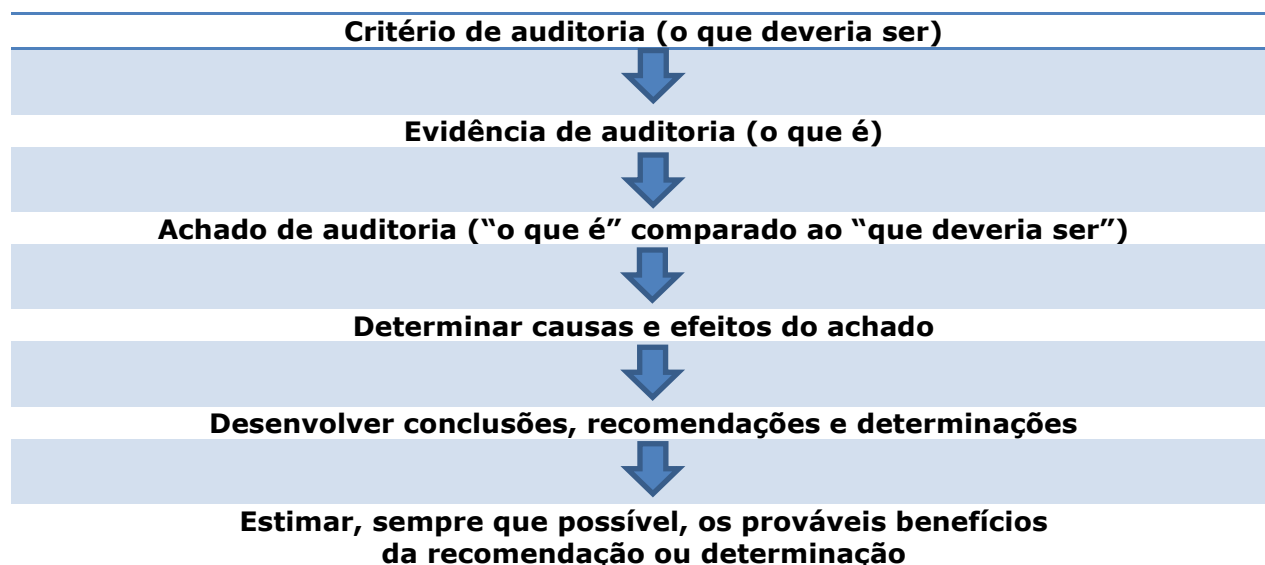 Critério de auditoria (o que deveria ser)
Evidência de auditoria (o que é)
Achado de auditoria (“o que é” comparado ao “que deveria ser”)
Determinar causas e efeitos do achado
Desenvolver conclusões, recomendações e determinações
Estimar, sempre que possível, os prováveis benefícios
da recomendação ou determinação